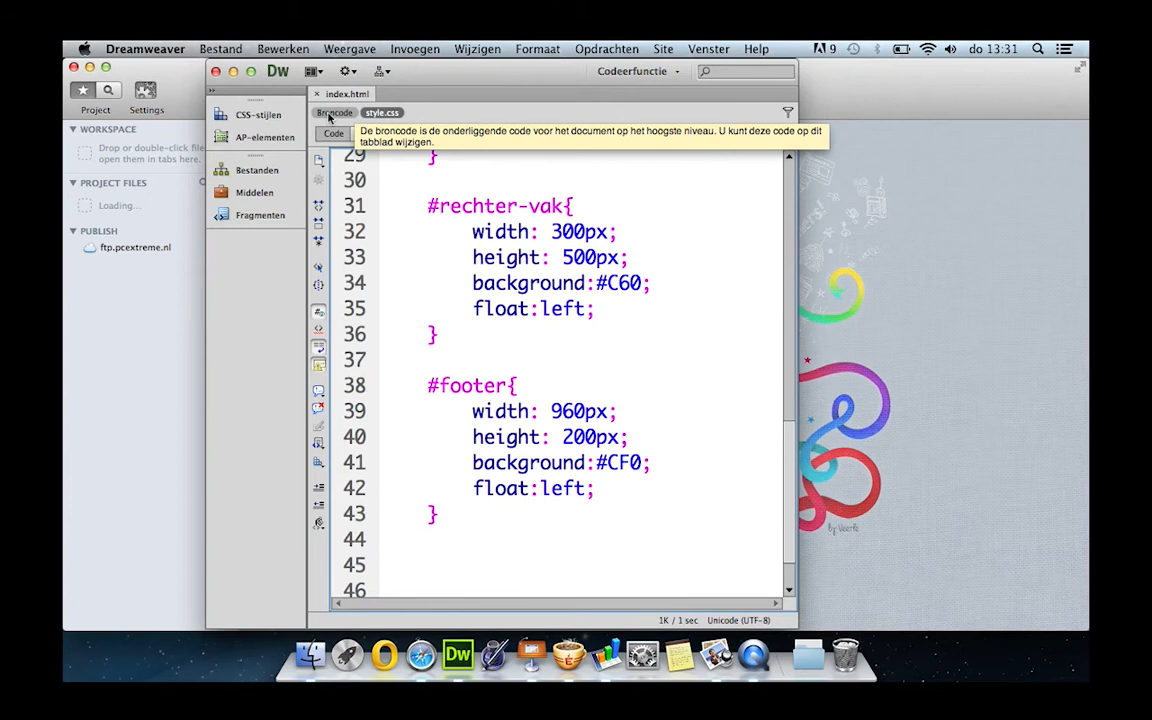 Dreamweaver Bestand Bewerken Weergave Invoegen Wijzigen Formaat Opdrachten Site Venster Help 9 do 13:31
Dw Codeerfunctie
Project Settings
WORKSPACE
Drop or double-click file
open them in tabs here.
PROJECT FILES
Loading...
PUBLISH
ftp.pcextreme.nl
CSS-stijlen
AP-elementen
Bestanden
Middelen
Fragmenten
× index.html
Broncode style.css
Code
De broncode is de onderliggende code voor het document op het hoogste niveau. U kunt deze code op dit
tabblad wijzigen.
29 }
30
31 #rechter-vak{
32 width: 300px;
33 height: 500px;
34 background:#C60;
35 float:left;
36 }
37
38 #footer{
39 width: 960px;
40 height: 200px;
41 background:#CF0;
42 float:left;
43 }
44
45
46
1K / 1 sec Unicode (UTF-8)
by Veerle
Dw